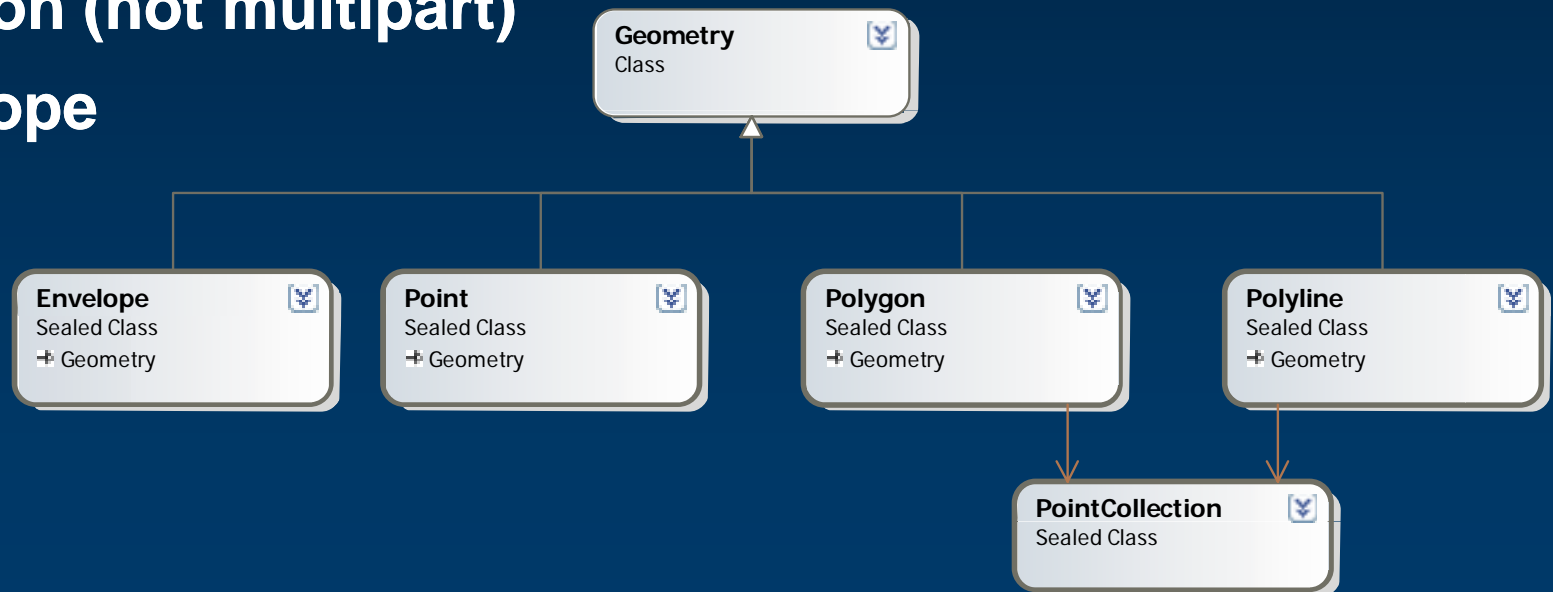 on (not multipart)
ope
Geometry
Class
Envelope
Sealed Class
Geometry
Point
Sealed Class
Geometry
Polygon
Sealed Class
Geometry
Polyline
Sealed Class
Geometry
PointCollection
Sealed Class